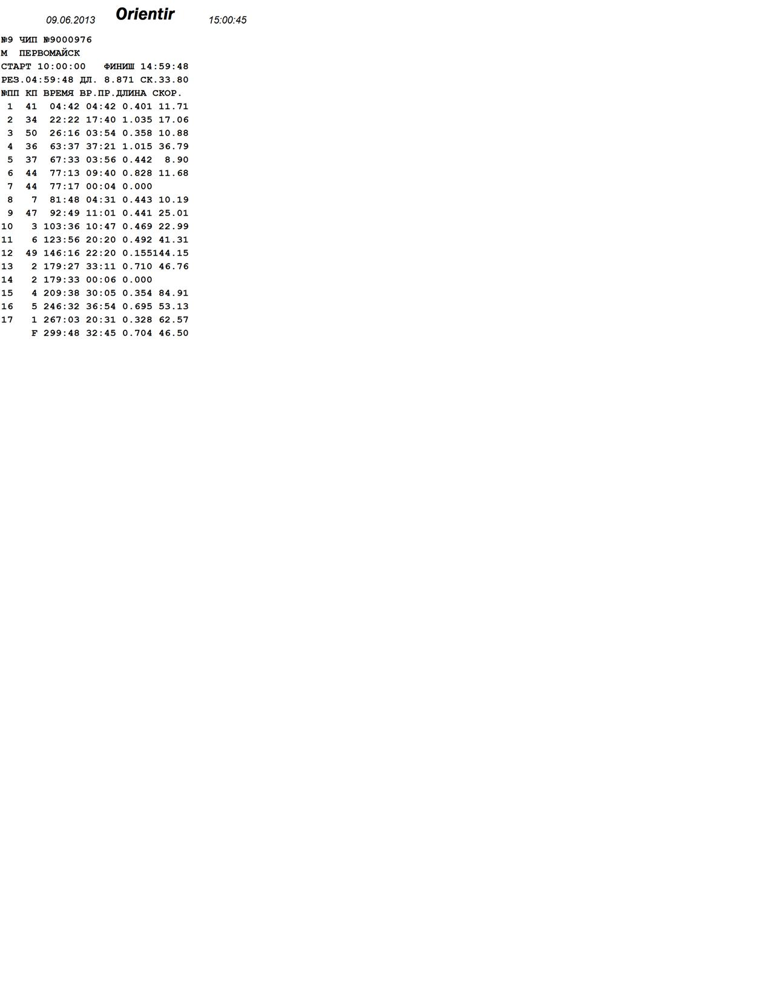 09.06.2013 Orientir 15:00:45
№9 ЧИП №9000976
М ПЕРВОМАЙСК
СТАРТ 10:00:00 ФИНИШ 14:59:48
РЕЗ.04:59:48 ДЛ. 8.871 СК.33.80
№ПП КП ВРЕМЯ ВР.ПР.ДЛИНА СКОР.
1 41 04:42 04:42 0.401 11.71
2 34 22:22 17:40 1.035 17.06
3 50 26:16 03:54 0.358 10.88
4 36 63:37 37:21 1.015 36.79
5 37 67:33 03:56 0.442 8.90
6 44 77:13 09:40 0.828 11.68
7 44 77:17 00:04 0.000
8 7 81:48 04:31 0.443 10.19
9 47 92:49 11:01 0.441 25.01
10 3 103:36 10:47 0.469 22.99
11 6 123:56 20:20 0.492 41.31
12 49 146:16 22:20 0.155144.15
13 2 179:27 33:11 0.710 46.76
14 2 179:33 00:06 0.000
15 4 209:38 30:05 0.354 84.91
16 5 246:32 36:54 0.695 53.13
17 1 267:03 20:31 0.328 62.57
F 299:48 32:45 0.704 46.50